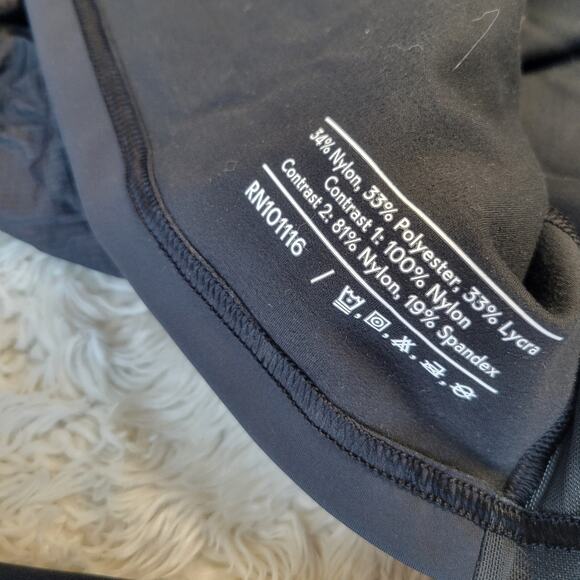 34% Nylon, 33% Polyester, 33% Lycra
Contrast 1: 100% Nylon
Contrast 2: 81% Nylon, 19% Spandex
RN101116 /